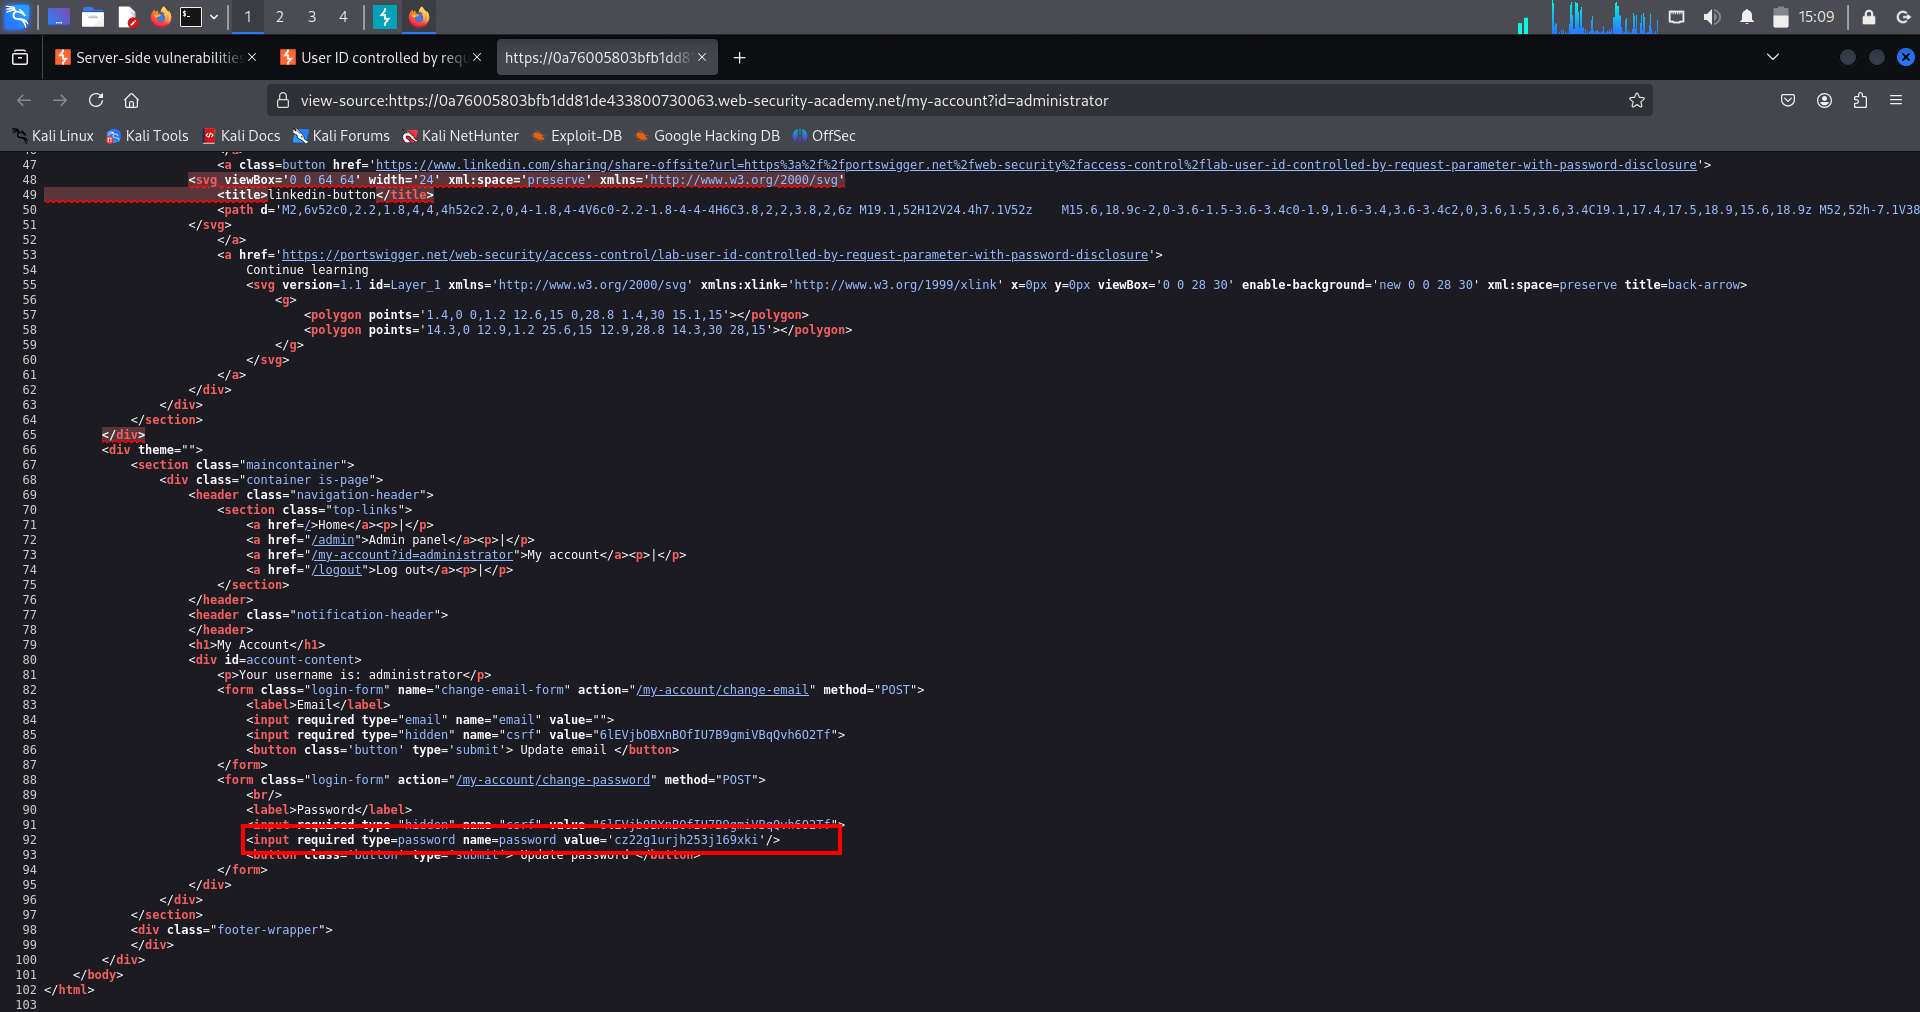 1 2 3 4 15:09
Server-side vulnerabilities User ID controlled by requ https://0a76005803bfb1dd81
view-source:https://0a76005803bfb1dd81de433800730063.web-security-academy.net/my-account?id=administrator
Kali Linux Kali Tools Kali Docs Kali Forums Kali NetHunter Exploit-DB Google Hacking DB OffSec
47 <a class=button href='https://www.linkedin.com/sharing/share-offsite?url=https%3a%2f%2fportswigger.net%2fweb-security%2faccess-control%2flab-user-id-controlled-by-request-parameter-with-password-disclosure'>
48 <svg viewBox='0 0 64 64' width='24' xml:space='preserve' xmlns='http://www.w3.org/2000/svg'
49 <title>linkedin-button</title>
50 <path d='M2,6v52c0,2.2,1.8,4,4,4h52c2.2,0,4-1.8,4-4V6c0-2.2-1.8-4-4-4H6C3.8,2,2,3.8,2,6z M19.1,52H12V24.4h7.1V52z M15.6,18.9c-2,0-3.6-1.5-3.6-3.4c0-1.9,1.6-3.4,3.6-3.4c2,0,3.6,1.5,3.6,3.4C19.1,17.4,17.5,18.9,15.6,18.9z M52,52h-7.1V38
51 </svg>
52 </a>
53 <a href='https://portswigger.net/web-security/access-control/lab-user-id-controlled-by-request-parameter-with-password-disclosure'>
54 Continue learning
55 <svg version=1.1 id=Layer_1 xmlns='http://www.w3.org/2000/svg' xmlns:xlink='http://www.w3.org/1999/xlink' x=0px y=0px viewBox='0 0 28 30' enable-background='new 0 0 28 30' xml:space=preserve title=back-arrow>
56 <g>
57 <polygon points='1.4,0 0,1.2 12.6,15 0,28.8 1.4,30 15.1,15'></polygon>
58 <polygon points='14.3,0 12.9,1.2 25.6,15 12.9,28.8 14.3,30 28,15'></polygon>
59 </g>
60 </svg>
61 </a>
62 </div>
63 </div>
64 </section>
65 </div>
66 <div theme="">
67 <section class="maincontainer">
68 <div class="container is-page">
69 <header class="navigation-header">
70 <section class="top-links">
71 <a href=/>Home</a><p>|</p>
72 <a href="/admin">Admin panel</a><p>|</p>
73 <a href="/my-account?id=administrator">My account</a><p>|</p>
74 <a href="/logout">Log out</a><p>|</p>
75 </section>
76 </header>
77 <header class="notification-header">
78 </header>
79 <h1>My Account</h1>
80 <div id=account-content>
81 <p>Your username is: administrator</p>
82 <form class="login-form" name="change-email-form" action="/my-account/change-email" method="POST">
83 <label>Email</label>
84 <input required type="email" name="email" value="">
85 <input required type="hidden" name="csrf" value="6lEVjbOBXnBOfIU7B9gmiVBqQvh6O2Tf">
86 <button class='button' type='submit'> Update email </button>
87 </form>
88 <form class="login-form" action="/my-account/change-password" method="POST">
89 <br/>
90 <label>Password</label>
91 <input required type="hidden" name="csrf" value="6lEVjbOBXnBOfIU7B9gmiVBqQvh6O2Tf">
92 <input required type=password name=password value='cz22g1urjh253j169xki'/>
93 <button class='button' type='submit'> Update password </button>
94 </form>
95 </div>
96 </div>
97 </section>
98 <div class="footer-wrapper">
99 </div>
100 </div>
101 </body>
102 </html>
103